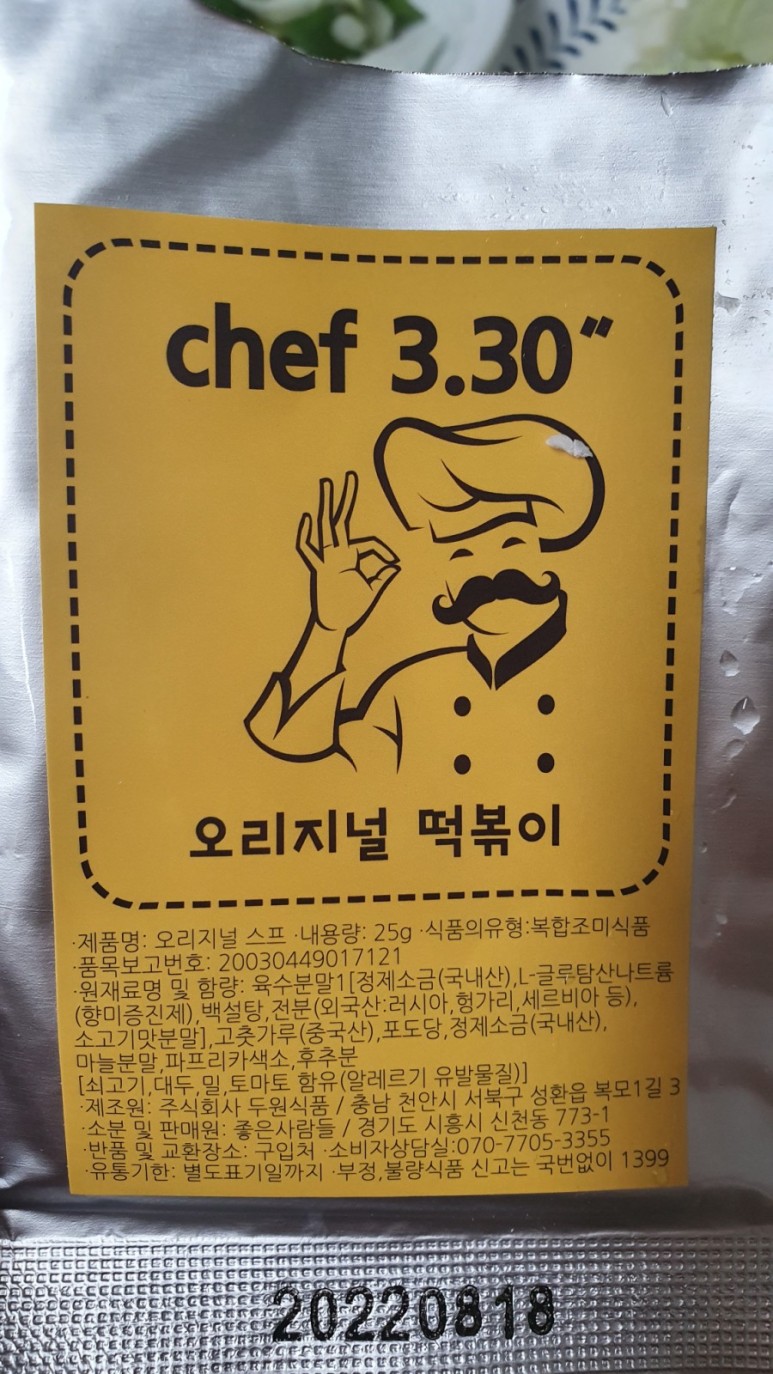 chef 3.30"
오리지널 떡볶이
·제품명: 오리지널 스프 ·내용량: 25g ·식품의유형:복합조미식품
·품목보고번호: 20030449017121
·원재료명 및 함량: 육수분말1[정제소금(국내산),L-글루탐산나트륨
(향미증진제),백설탕,전분(외국산:러시아,헝가리,세르비아 등),
소고기맛분말],고춧가루(중국산),포도당,정제소금(국내산),
마늘분말,파프리카색소,후추분
[쇠고기,대두,밀,토마토 함유(알레르기 유발물질)]
·제조원: 주식회사 두원식품 / 충남 천안시 서북구 성환읍 복모1길 3
·소분 및 판매원: 좋은사람들 / 경기도 시흥시 신천동 773-1
·반품 및 교환장소: 구입처 ·소비자상담실:070-7705-3355
·유통기한: 별도표기일까지 ·부정,불량식품 신고는 국번없이 1399
20220818